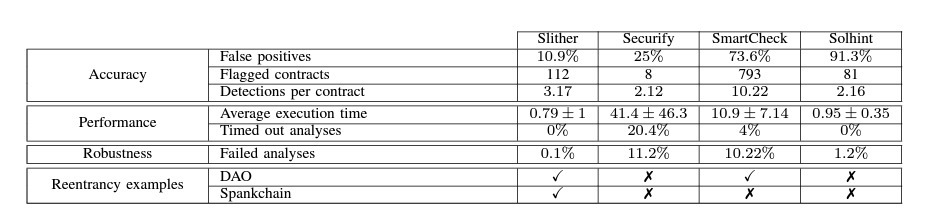 Slither Securify SmartCheck Solhint
Accuracy False positives 10.9% 25% 73.6% 91.3%
Flagged contracts 112 8 793 81
Detections per contract 3.17 2.12 10.22 2.16
Performance Average execution time 0.79 ± 1 41.4 ± 46.3 10.9 ± 7.14 0.95 ± 0.35
Timed out analyses 0% 20.4% 4% 0%
Robustness Failed analyses 0.1% 11.2% 10.22% 1.2%
Reentrancy examples DAO ✓ ✗ ✓ ✗
Spankchain ✓ ✗ ✗ ✗